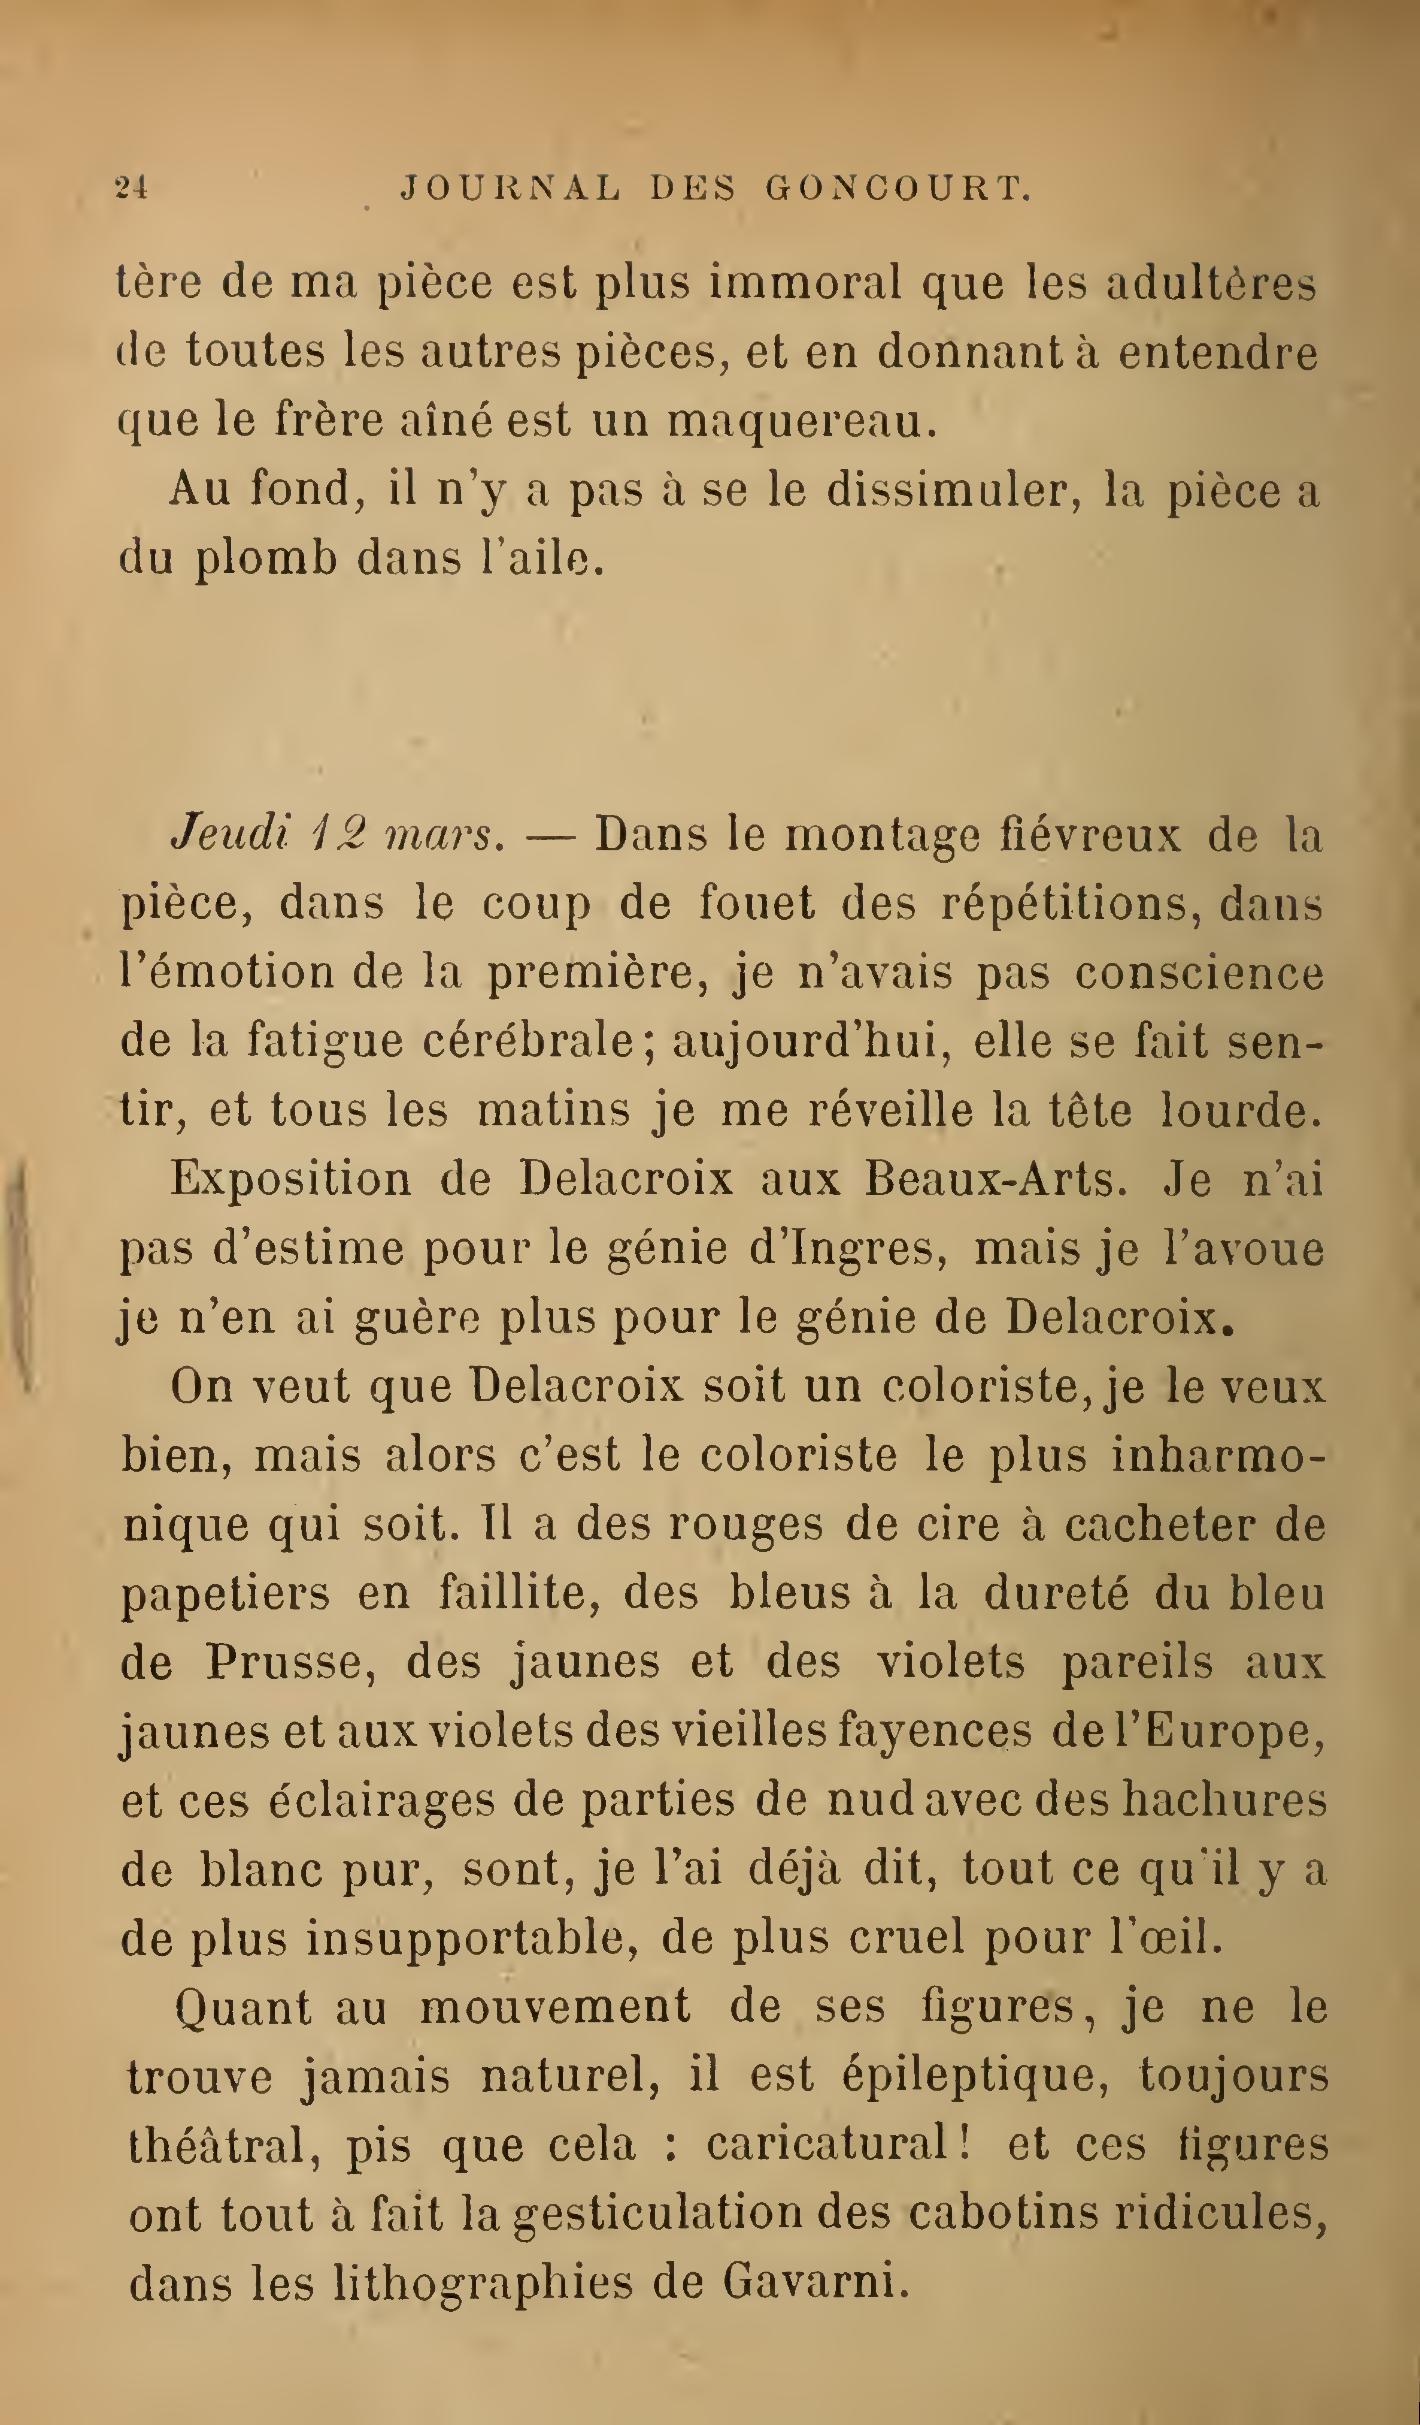 24 JOURNAL DES GONCOURT.
tère de ma pièce est plus immoral que les adultères
de toutes les autres pièces, et en donnant à entendre
que le frère aîné est un maquereau.
Au fond, il n'y a pas à se le dissimuler, la pièce a
du plomb dans l'aile.
Jeudi 12 mars. — Dans le montage fiévreux de la
pièce, dans le coup de fouet des répétitions, dans
l'émotion de la première, je n'avais pas conscience
de la fatigue cérébrale; aujourd'hui, elle se fait sen-
tir, et tous les matins je me réveille la tête lourde.
Exposition de Delacroix aux Beaux-Arts. Je n'ai
pas d'estime pour le génie d'Ingres, mais je l'avoue
je n'en ai guère plus pour le génie de Delacroix.
On veut que Delacroix soit un coloriste, je le veux
bien, mais alors c'est le coloriste le plus inharmo-
nique qui soit. Il a des rouges de cire à cacheter de
papetiers en faillite, des bleus à la dureté du bleu
de Prusse, des jaunes et des violets pareils aux
jaunes et aux violets des vieilles fayences de l'Europe,
et ces éclairages de parties de nud avec des hachures
de blanc pur, sont, je l'ai déjà dit, tout ce qu'il y a
de plus insupportable, de plus cruel pour l'œil.
Quant au mouvement de ses figures, je ne le
trouve jamais naturel, il est épileptique, toujours
théâtral, pis que cela : caricatural! et ces figures
ont tout à fait la gesticulation des cabotins ridicules,
dans les lithographies de Gavarni.